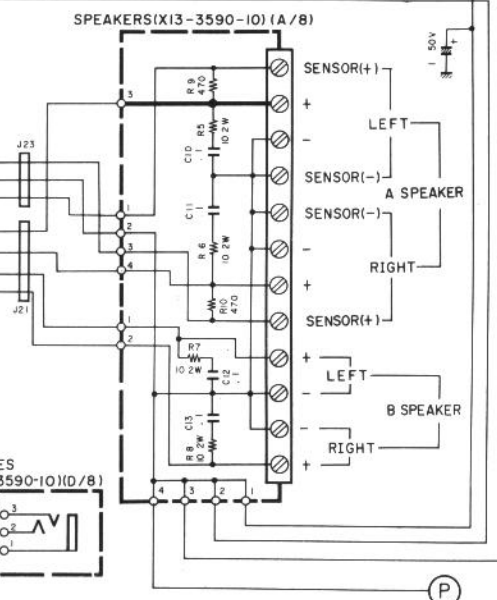 SPEAKERS(X13-3590-10)(A/8)
1 50V +
R9 470
SENSOR(+)
3
+
R5 10 2W
LEFT
J23
C10 .1
-
SENSOR(-)
A SPEAKER
1
C11 .1
SENSOR(-)
2
3
R6 10 2W
-
4
RIGHT
+
J21
R10 470
SENSOR(+)
1
2
R7
10 2W
C12 .1
+
LEFT
-
C13 .1
B SPEAKER
-
R8 10 2W
RIGHT
+
ES
3590-10)(D/8)
4 3 2 1
3
2
1
P